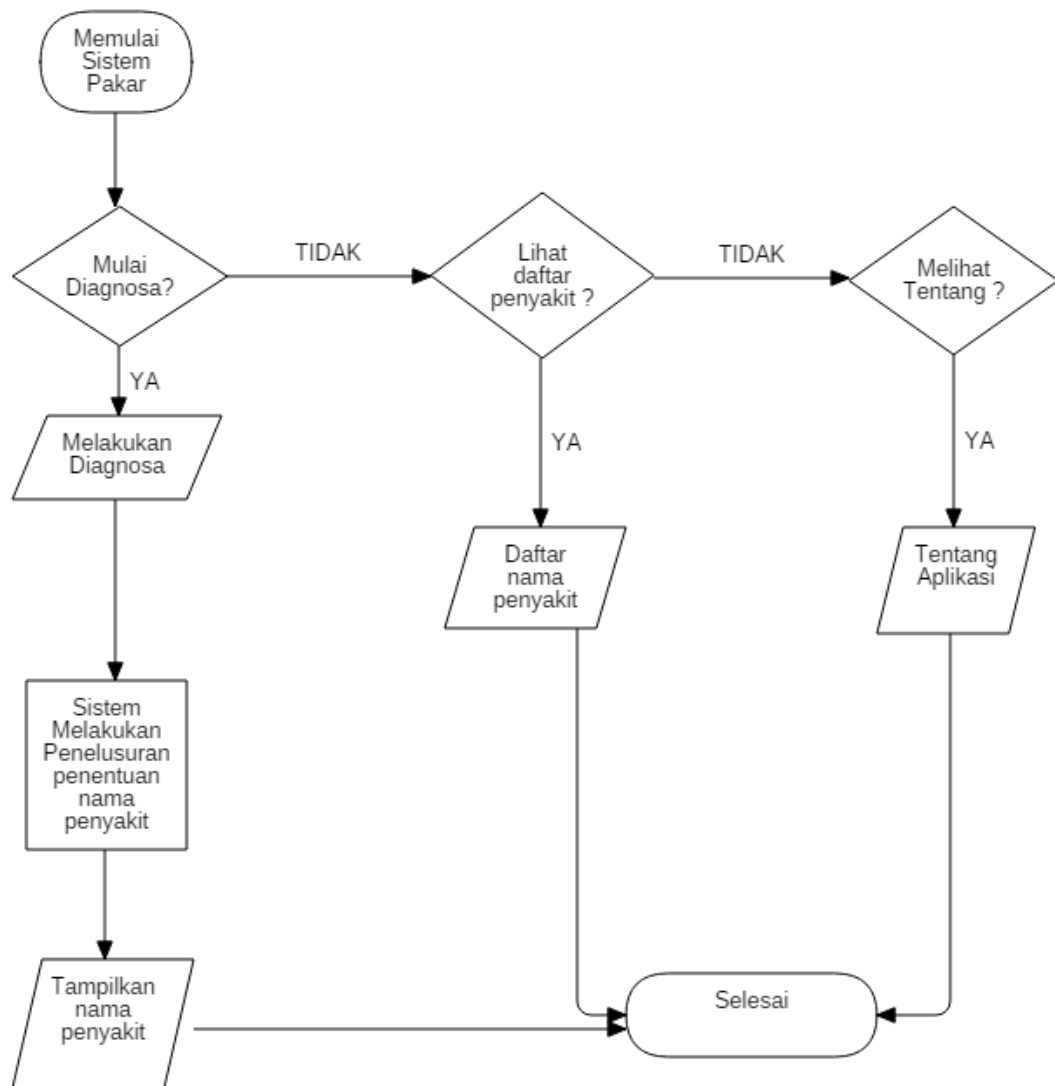 Memulai
Sistem
Pakar
Mulai
Diagnosa?
TIDAK
Lihat
daftar
penyakit ?
TIDAK
Melihat
Tentang ?
YA
YA
YA
Melakukan
Diagnosa
Daftar
nama
penyakit
Tentang
Aplikasi
Sistem
Melakukan
Penelusuran
penentuan
nama
penyakit
Tampilkan
nama
penyakit
Selesai